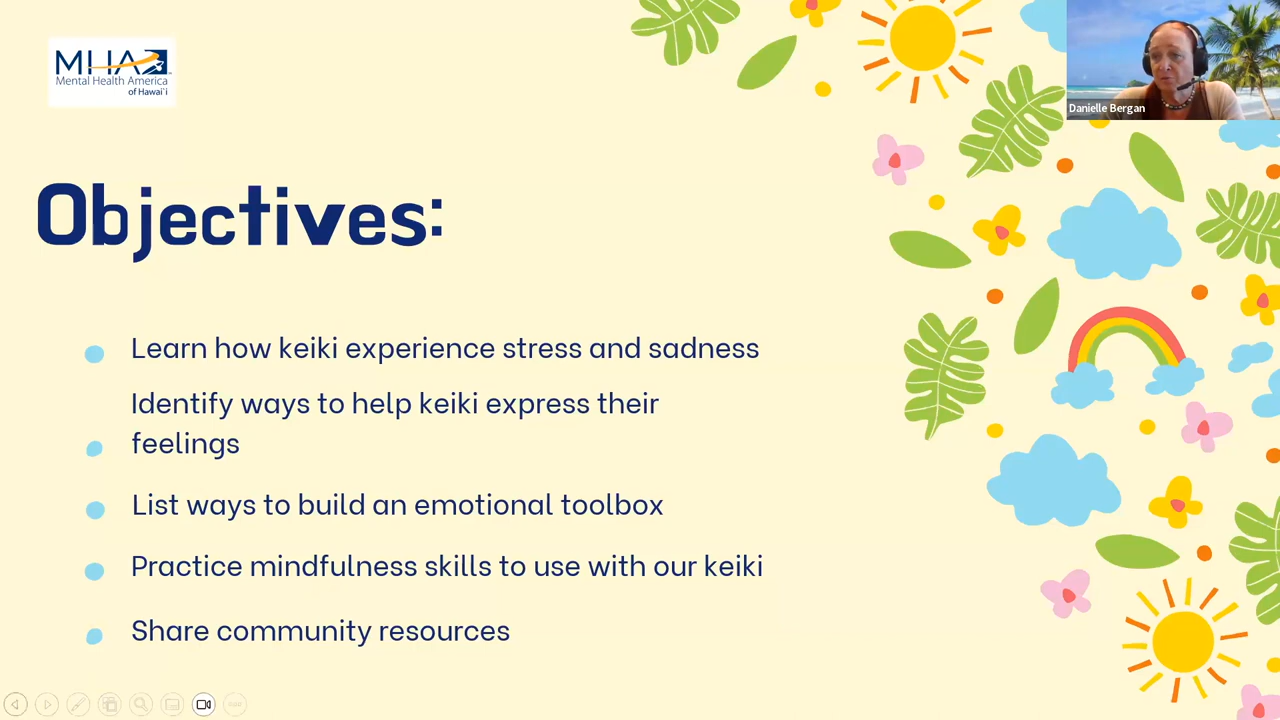 MHA
Mental Health America
of Hawai`i
Danielle Bergan
Objectives:
Learn how keiki experience stress and sadness
Identify ways to help keiki express their
feelings
List ways to build an emotional toolbox
Practice mindfulness skills to use with our keiki
Share community resources